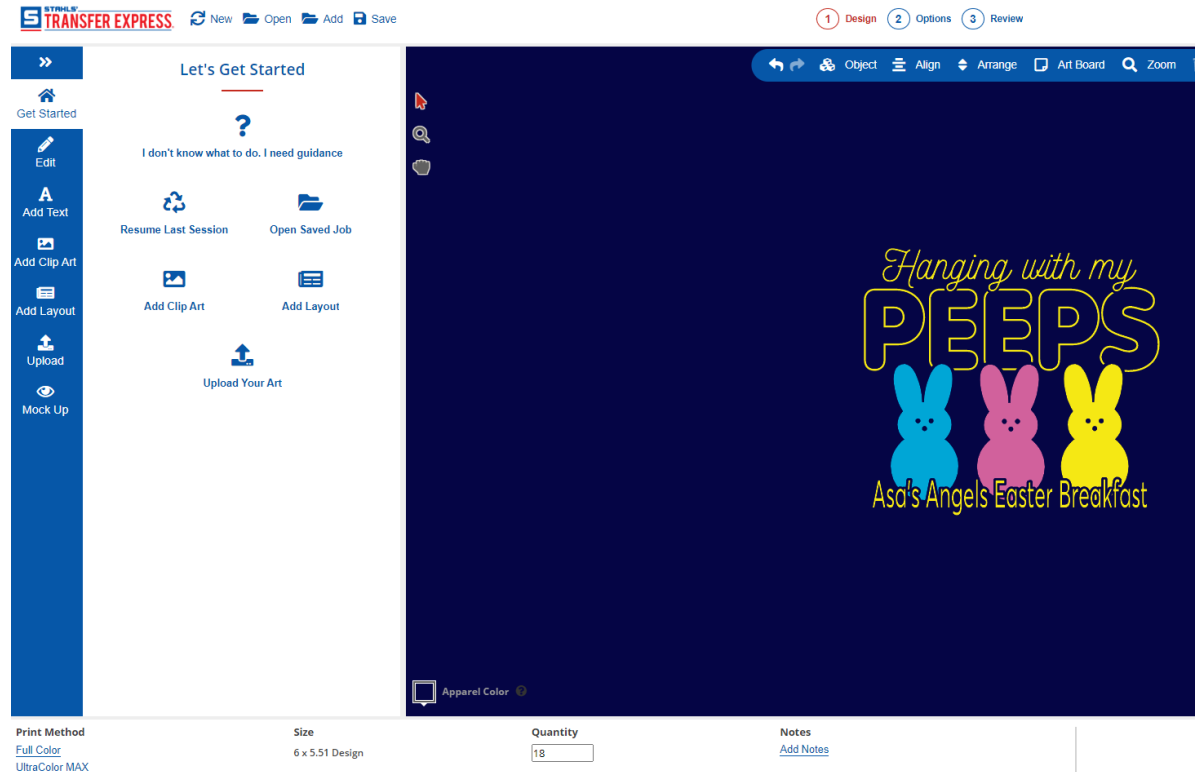 STAHLS'
TRANSFER EXPRESS.
New Open Add Save
1 Design 2 Options 3 Review
Get Started
Edit
Add Text
Add Clip Art
Add Layout
Upload
Mock Up
Let's Get Started
I don't know what to do. I need guidance
Resume Last Session Open Saved Job
Add Clip Art Add Layout
Upload Your Art
Object Align Arrange Art Board Zoom
Hanging with my
PEEPS
Asa's Angels Easter Breakfast
Apparel Color
Print Method Size Quantity Notes
Full Color 6 x 5.51 Design 18 Add Notes
UltraColor MAX